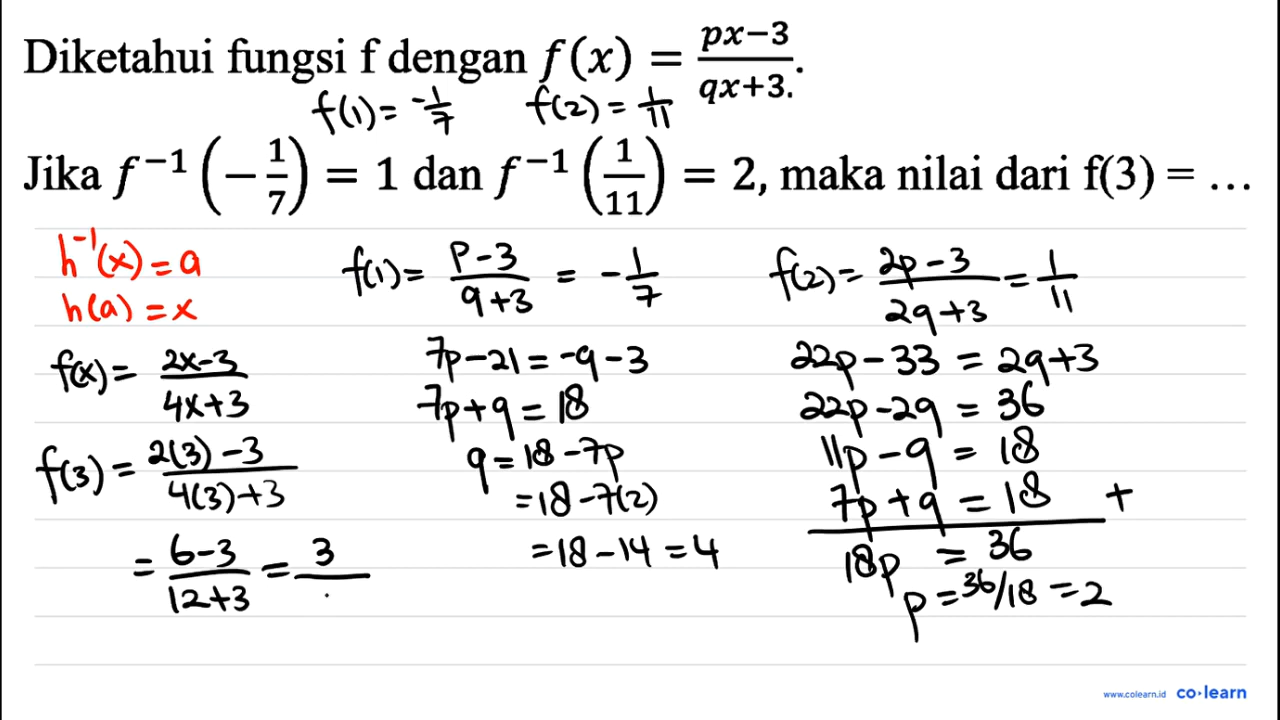 Diketahui fungsi f dengan f(x) = px−3/qx+3.
f(1) = -1/7 f(2) = 1/11
Jika f⁻¹(−1/7) = 1 dan f⁻¹(1/11) = 2, maka nilai dari f(3) = ...
h⁻¹(x) = a
h(a) = x
f(x) = 2x-3/4x+3
f(3) = 2(3)-3/4(3)+3
= 6-3/12+3 = 3/
f(1) = p-3/q+3 = -1/7
7p-21 = -q-3
7p+q = 18
q = 18-7p
= 18-7(2)
= 18-14 = 4
f(2) = 2p-3/2q+3 = 1/11
22p-33 = 2q+3
22p-2q = 36
11p-q = 18
7p+q = 18 +
18p = 36
p = 36/18 = 2
www.colearn.id co·learn